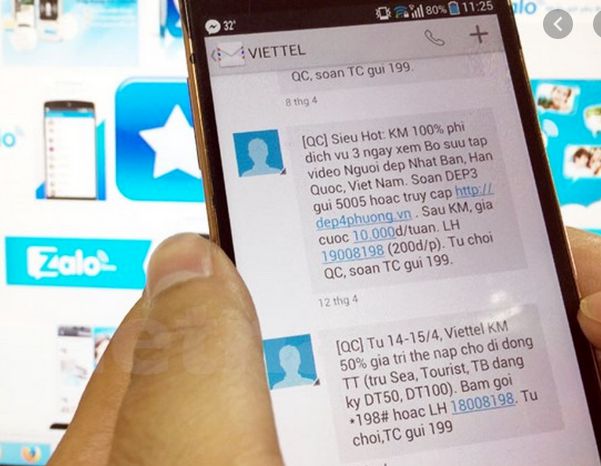 32°
80% 11:25
VIETTEL
QC, soan TC gui 199.
8 thg 4
[QC] Sieu Hot: KM 100% phi
dich vu 3 ngay xem Bo suu tap
video Nguoi dep Nhat Ban, Han
Quoc, Viet Nam. Soan DEP3
gui 5005 hoac truy cap http://
dep4phuong.vn . Sau KM, gia
cuoc 10.000d/tuan. LH
19008198 (200d/p). Tu choi
QC, soan TC gui 199.
12 thg 4
[QC] Tu 14-15/4, Viettel KM
50% gia tri the nap cho di dong
TT (tru Sea, Tourist, TB dang
ky DT50, DT100). Bam goi
*198# hoac LH 18008198. Tu
choi,TC gui 199
Zalo
alo